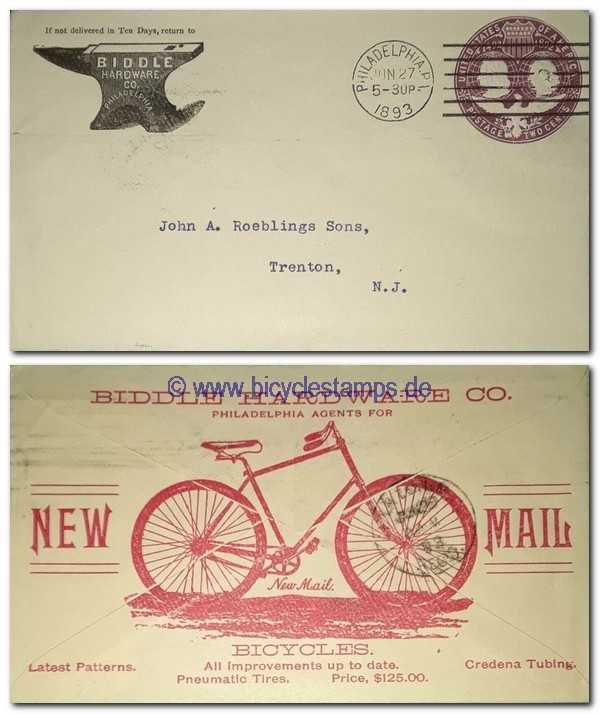 If not delivered in Ten Days, return to
BIDDLE
HARDWARE
CO.
PHILADELPHIA
PHILADELPHIA, PA
JUN 27
5-30P
1893
UNITED STATES OF AMERICA
POSTAGE TWO CENTS
John A. Roeblings Sons,
Trenton,
N.J.
© www.bicyclestamps.de
BIDDLE HARDWARE CO.
PHILADELPHIA AGENTS FOR
NEW MAIL
New Mail.
BICYCLES.
Latest Patterns.
All improvements up to date.
Credena Tubing.
Pneumatic Tires. Price, $125.00.